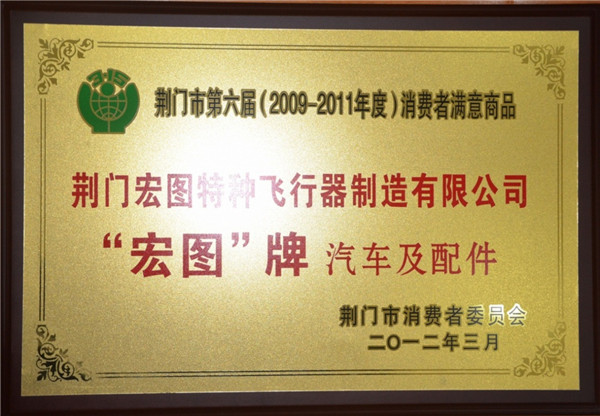 3·15
荆门市第六届(2009-2011年度)消费者满意商品
荆门宏图特种飞行器制造有限公司
“宏图”牌 汽车及配件
荆门市消费者委员会
二〇一二年三月